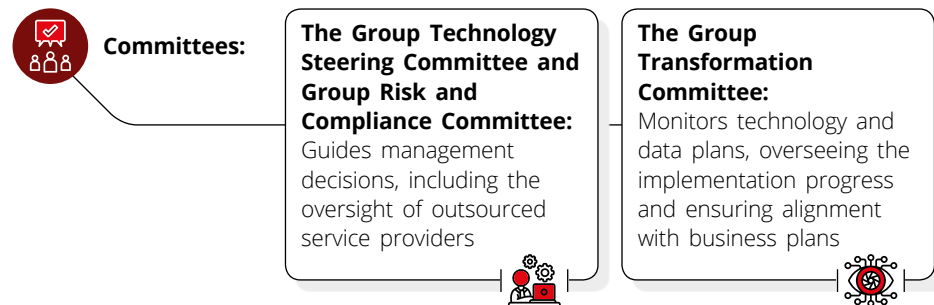 Committees:
The Group Technology
Steering Committee and
Group Risk and
Compliance Committee:
Guides management
decisions, including the
oversight of outsourced
service providers
The Group
Transformation
Committee:
Monitors technology and
data plans, overseeing the
implementation progress
and ensuring alignment
with business plans